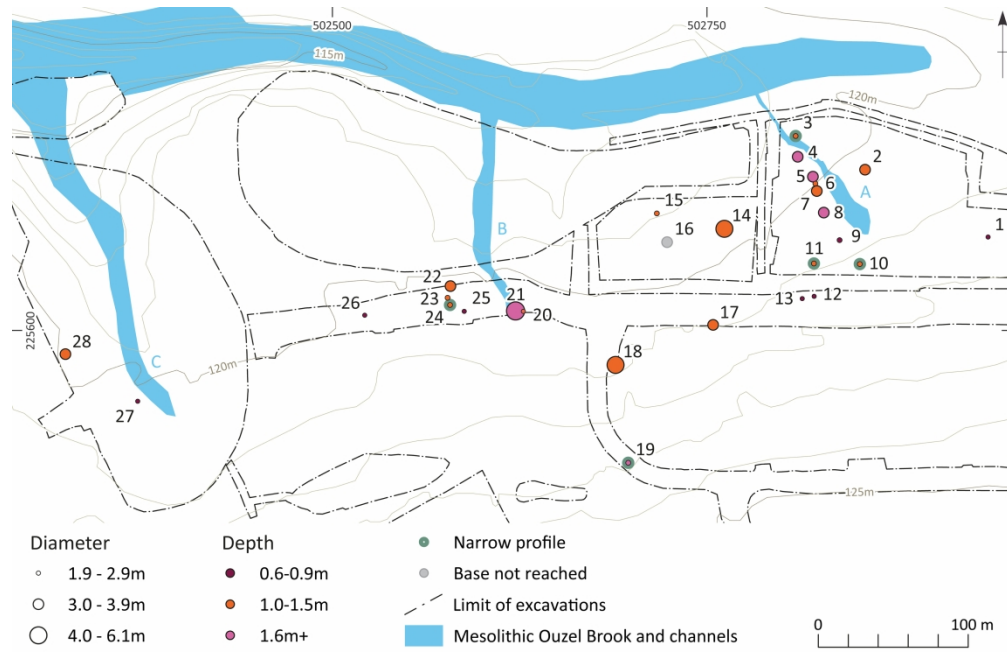 502500
502750
115m
120m
3
4
2
A
5
6
7
8
15
14
16
9
1
B
11
10
22
23
24
25
21
20
26
13
12
17
225600
28
18
C
120m
27
19
125m
Diameter
Depth
Narrow profile
1.9 - 2.9m
0.6-0.9m
Base not reached
3.0 - 3.9m
1.0-1.5m
Limit of excavations
4.0 - 6.1m
1.6m+
Mesolithic Ouzel Brook and channels
0
100 m